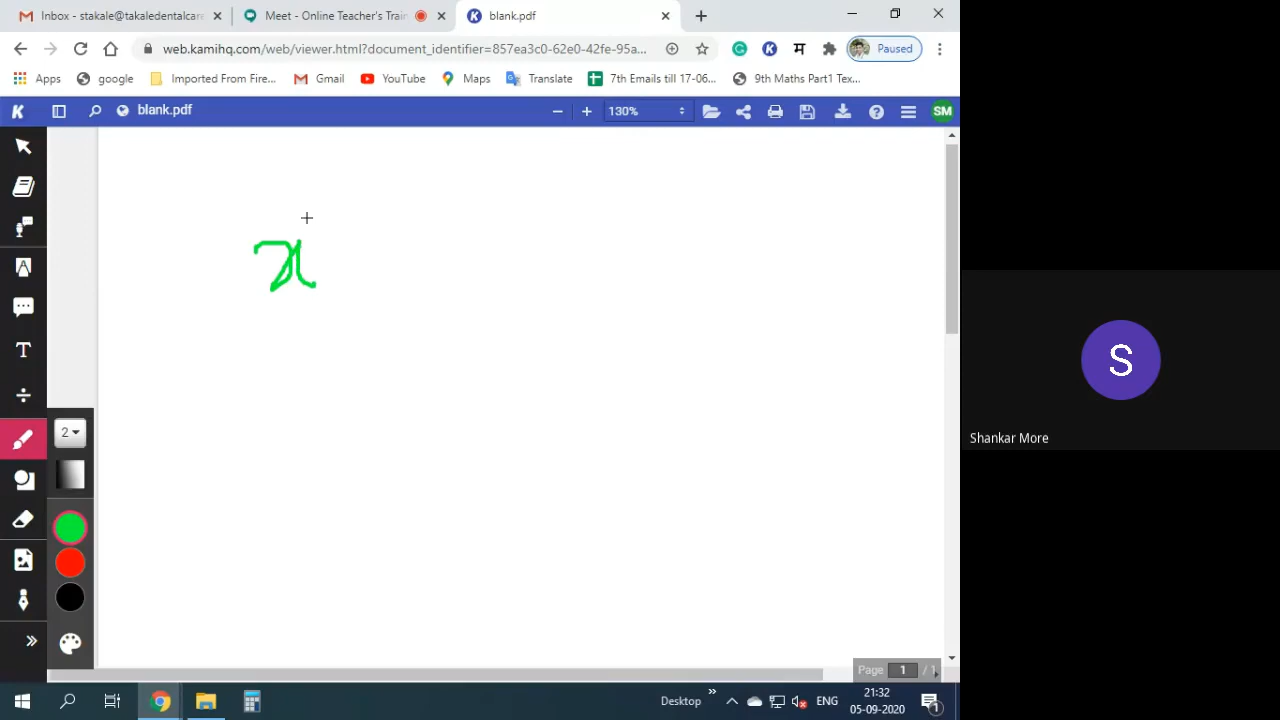 Inbox - stakale@takaledentalcare
Meet - Online Teacher's Train
blank.pdf
web.kamihq.com/web/viewer.html?document_identifier=857ea3c0-62e0-42fe-95a...
Paused
Apps
google
Imported From Fire...
Gmail
YouTube
Maps
Translate
7th Emails till 17-06...
9th Maths Part1 Tex...
K
blank.pdf
130%
SM
x
T
2
S
Shankar More
Page 1 / 1
Desktop
ENG
21:32
05-09-2020
1